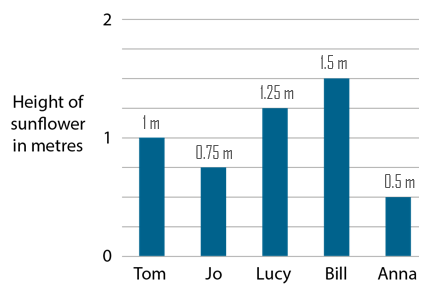 2
1.5 m
1.25 m
Height of
sunflower
in metres
1 m
1
0.75 m
0.5 m
0
Tom
Jo
Lucy
Bill
Anna